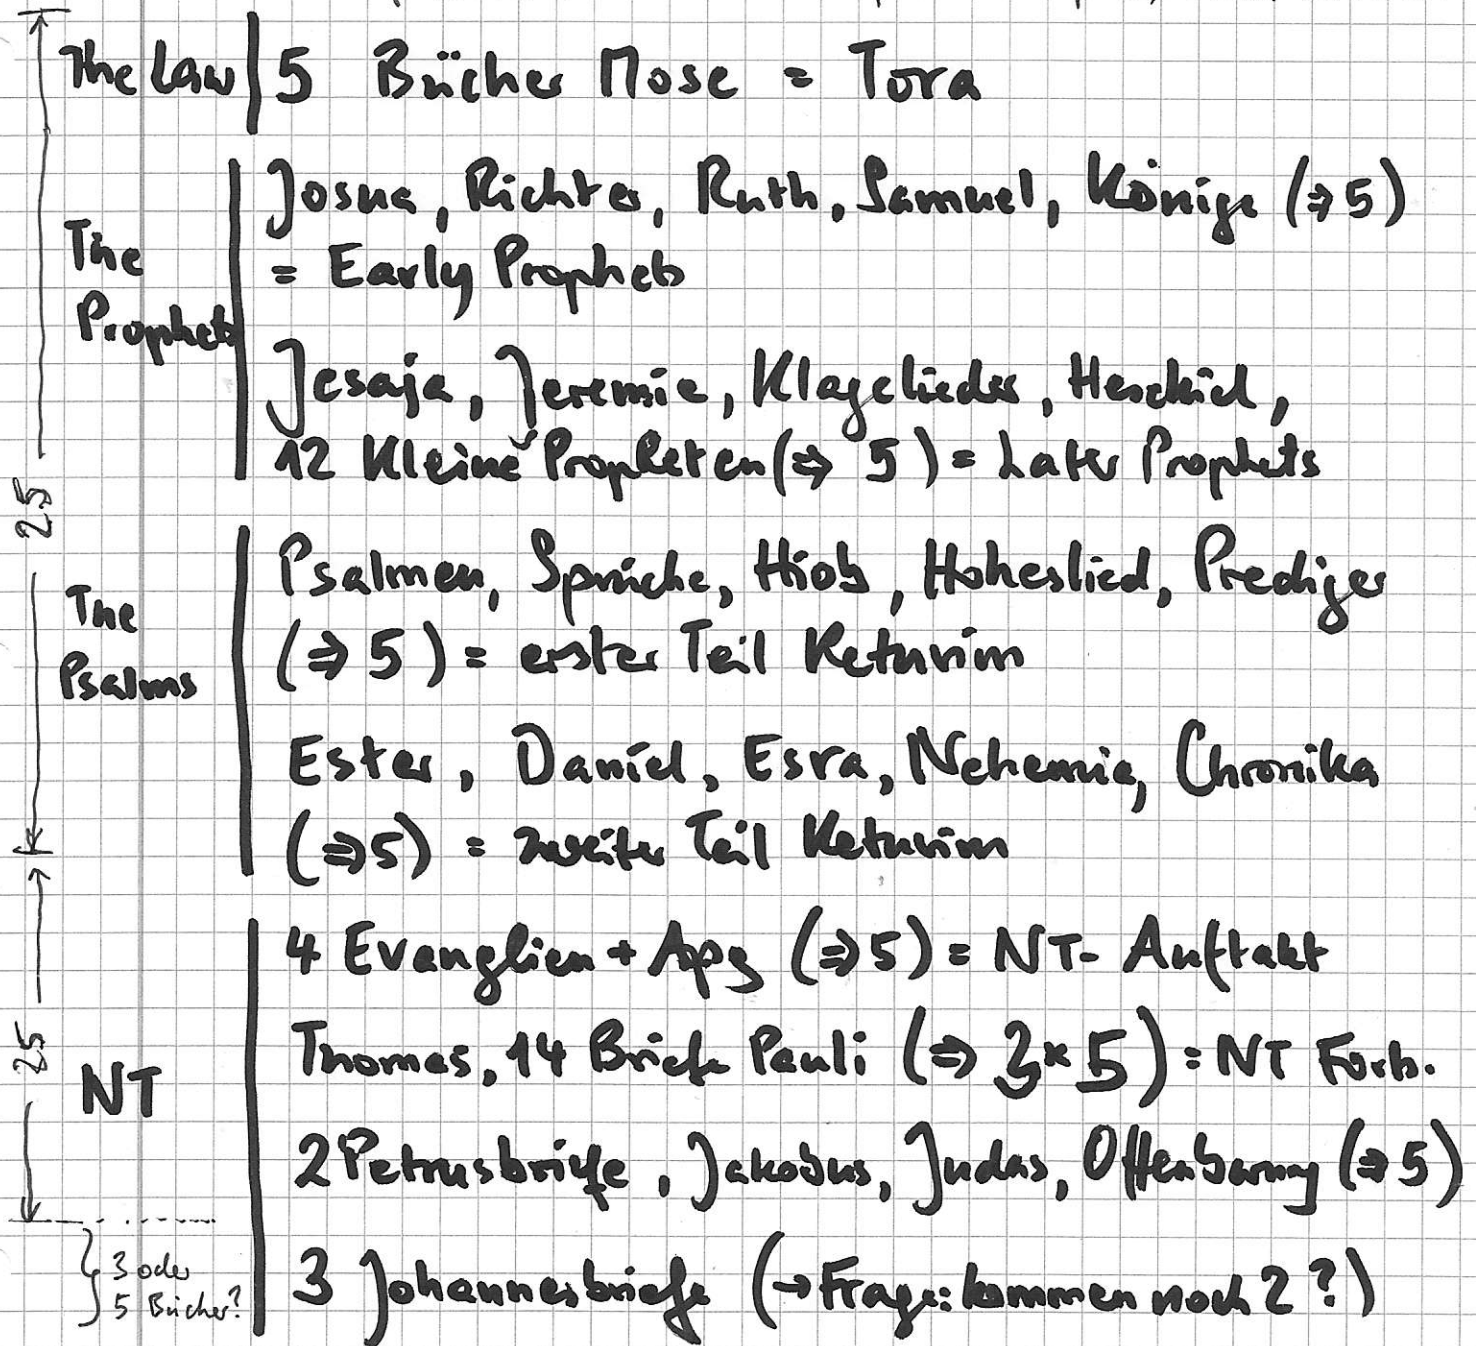 The Law | 5 Bücher Mose = Tora
Josua, Richter, Ruth, Samuel, Könige (⇒ 5)
The Prophets
= Early Prophets
Jesaja, Jeremia, Klagelieder, Hesekiel,
12 Kleine Propheten (⇒ 5) = Later Prophets
25
The Psalms
Psalmen, Sprüche, Hiob, Hoheslied, Prediger
(⇒ 5) = erster Teil Ketuvim
Ester, Daniel, Esra, Nehemia, Chronika
(⇒ 5) = zweiter Teil Ketuvim
4 Evanglien + Apg (⇒ 5) = NT-Auftakt
25
NT
Thomas, 14 Briefe Pauli (⇒ 3×5) = NT Forts.
2 Petrusbriefe, Jakobus, Judas, Offenbarung (⇒ 5)
3 oder
5 Bücher?
3 Johannesbriefe (→ Frage: kommen noch 2?)